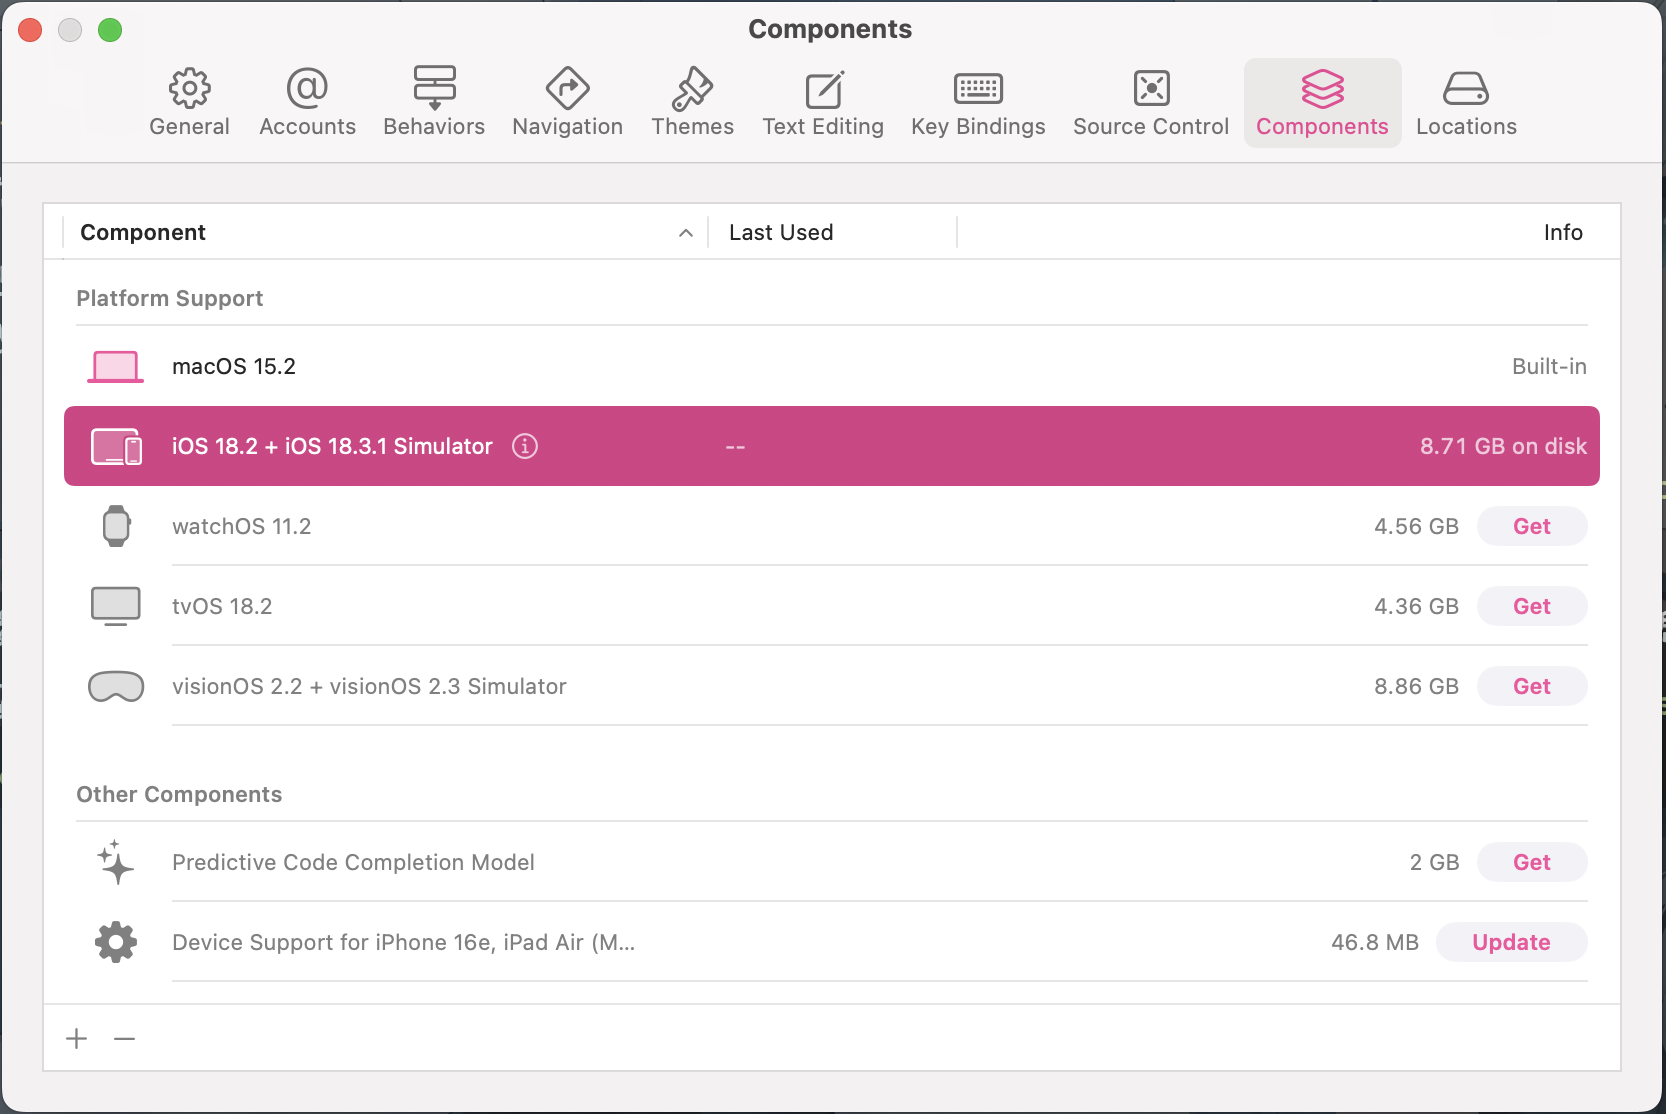 Components
General Accounts Behaviors Navigation Themes Text Editing Key Bindings Source Control Components Locations
Component Last Used Info
Platform Support
macOS 15.2 Built-in
iOS 18.2 + iOS 18.3.1 Simulator -- 8.71 GB on disk
watchOS 11.2 4.56 GB Get
tvOS 18.2 4.36 GB Get
visionOS 2.2 + visionOS 2.3 Simulator 8.86 GB Get
Other Components
Predictive Code Completion Model 2 GB Get
Device Support for iPhone 16e, iPad Air (M... 46.8 MB Update